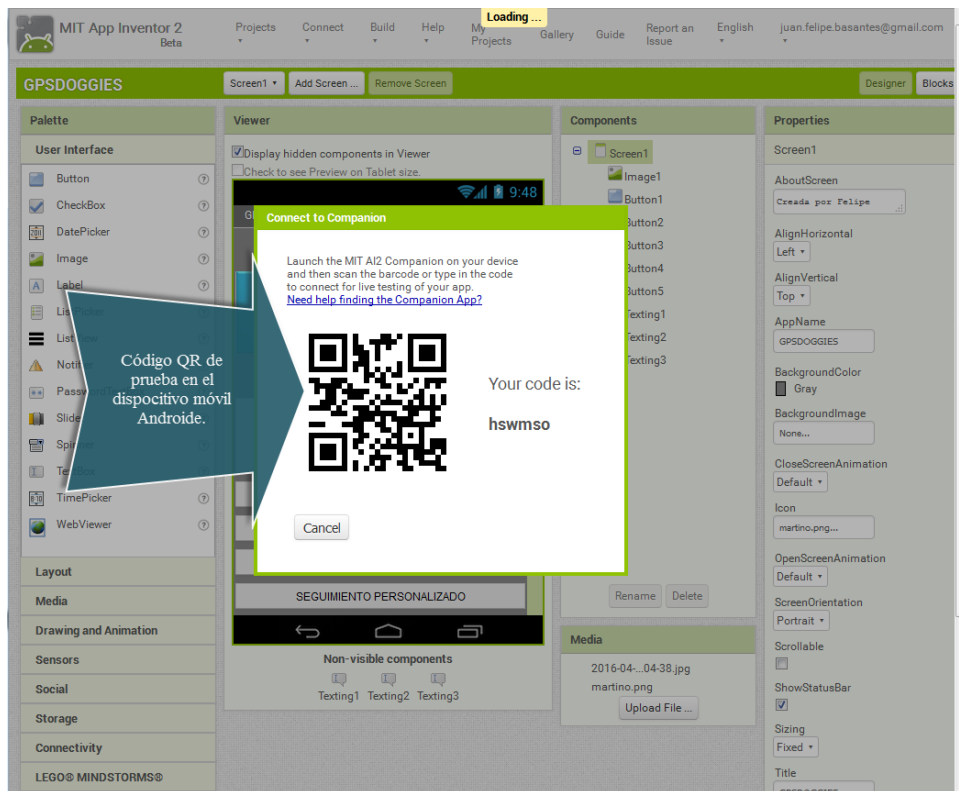 Loading ...
MIT App Inventor 2
Beta
Projects
Connect
Build
Help
My Projects
Gallery
Guide
Report an Issue
English
juan.felipe.basantes@gmail.com
GPSDOGGIES
Screen1
Add Screen ...
Remove Screen
Designer
Blocks
Palette
User Interface
Button
CheckBox
DatePicker
Image
Label
Slide
TimePicker
WebViewer
Layout
Media
Drawing and Animation
Sensors
Social
Storage
Connectivity
LEGO® MINDSTORMS®
Código QR de
prueba en el
dispocitivo móvil
Androide.
Viewer
Display hidden components in Viewer
Check to see Preview on Tablet size.
9:48
Connect to Companion
Launch the MIT AI2 Companion on your device
and then scan the barcode or type in the code
to connect for live testing of your app.
Need help finding the Companion App?
Your code is:
hswmso
Cancel
SEGUIMIENTO PERSONALIZADO
Non-visible components
Texting1 Texting2 Texting3
Components
Screen1
Image1
Button1
Button2
Button3
Button4
Button5
Texting1
Texting2
Texting3
Rename
Delete
Media
2016-04-...04-38.jpg
martino.png
Upload File ...
Properties
Screen1
AboutScreen
Creada por Felipe
AlignHorizontal
Left
AlignVertical
Top
AppName
GPSDOGGIES
BackgroundColor
Gray
BackgroundImage
None...
CloseScreenAnimation
Default
Icon
martino.png...
OpenScreenAnimation
Default
ScreenOrientation
Portrait
Scrollable
ShowStatusBar
Sizing
Fixed
Title